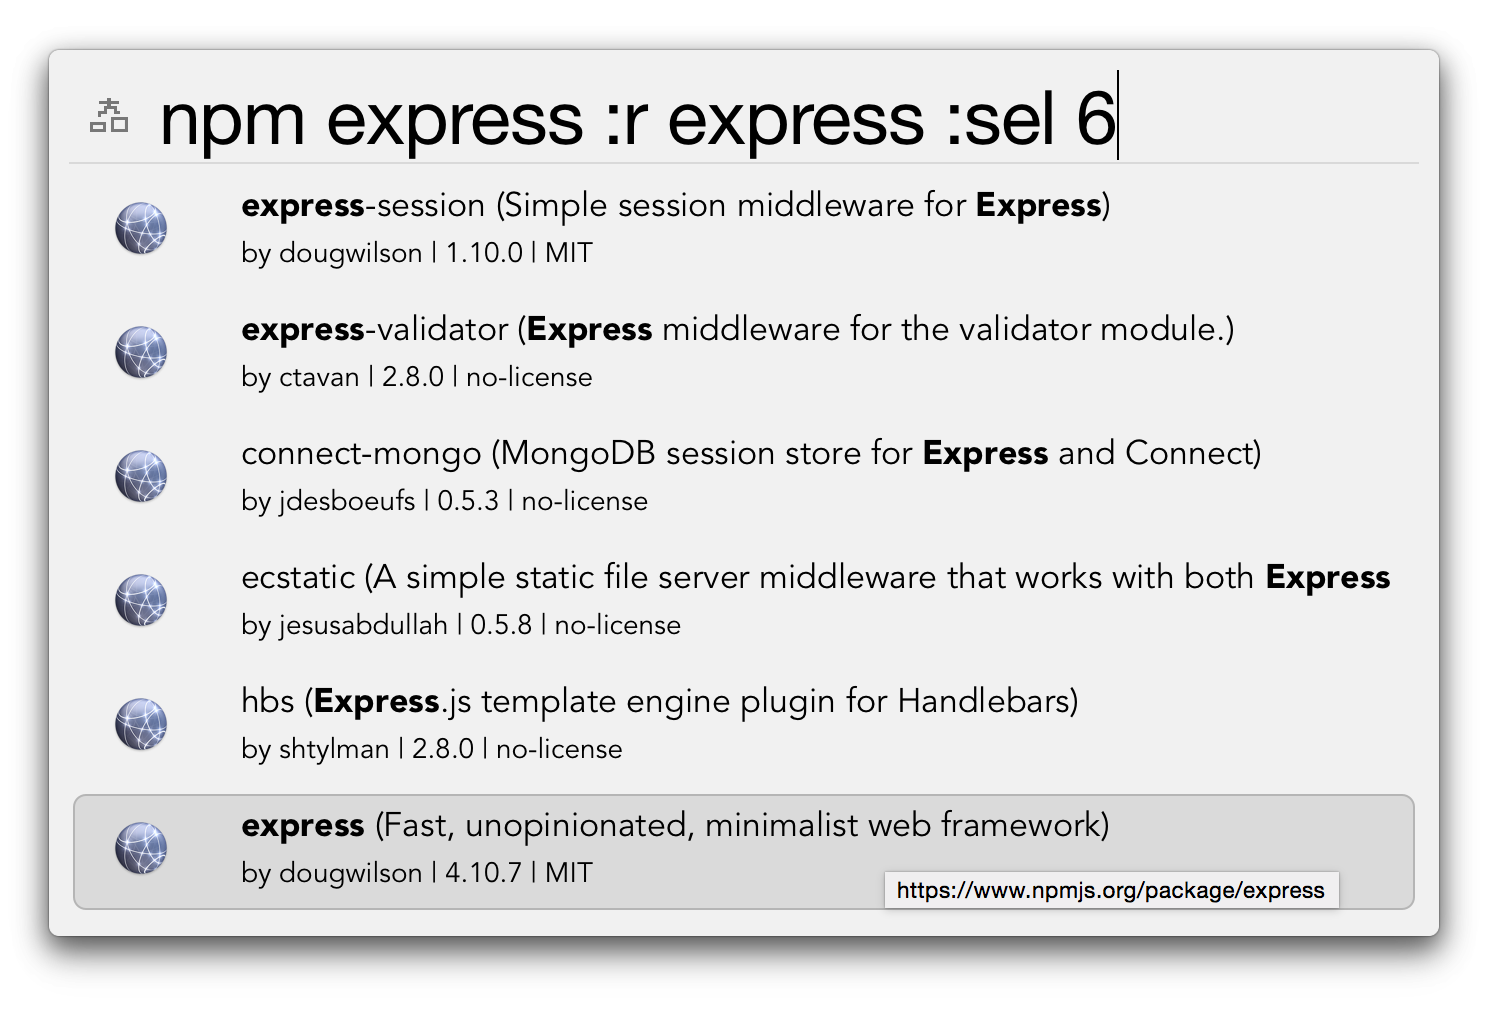 npm express :r express :sel 6
express-session (Simple session middleware for Express)
by dougwilson | 1.10.0 | MIT
express-validator (Express middleware for the validator module.)
by ctavan | 2.8.0 | no-license
connect-mongo (MongoDB session store for Express and Connect)
by jdesboeufs | 0.5.3 | no-license
ecstatic (A simple static file server middleware that works with both Express
by jesusabdullah | 0.5.8 | no-license
hbs (Express.js template engine plugin for Handlebars)
by shtylman | 2.8.0 | no-license
express (Fast, unopinionated, minimalist web framework)
by dougwilson | 4.10.7 | MIT
https://www.npmjs.org/package/express